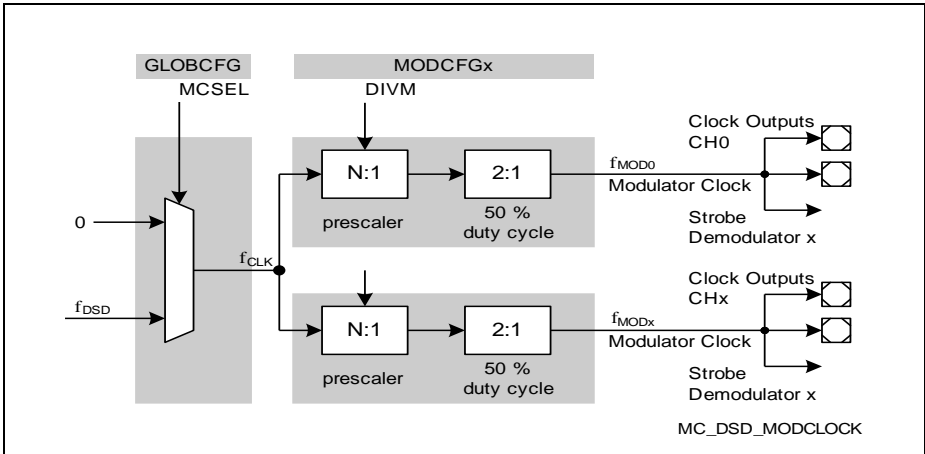 GLOBCFG
MODCFGx
MCSEL
DIVM
Clock Outputs
CH0
N:1
2:1
fMOD0
Modulator Clock
prescaler
50 %
duty cycle
Strobe
Demodulator x
0
fCLK
fDSD
Clock Outputs
CHx
N:1
2:1
fMODx
Modulator Clock
prescaler
50 %
duty cycle
Strobe
Demodulator x
MC_DSD_MODCLOCK